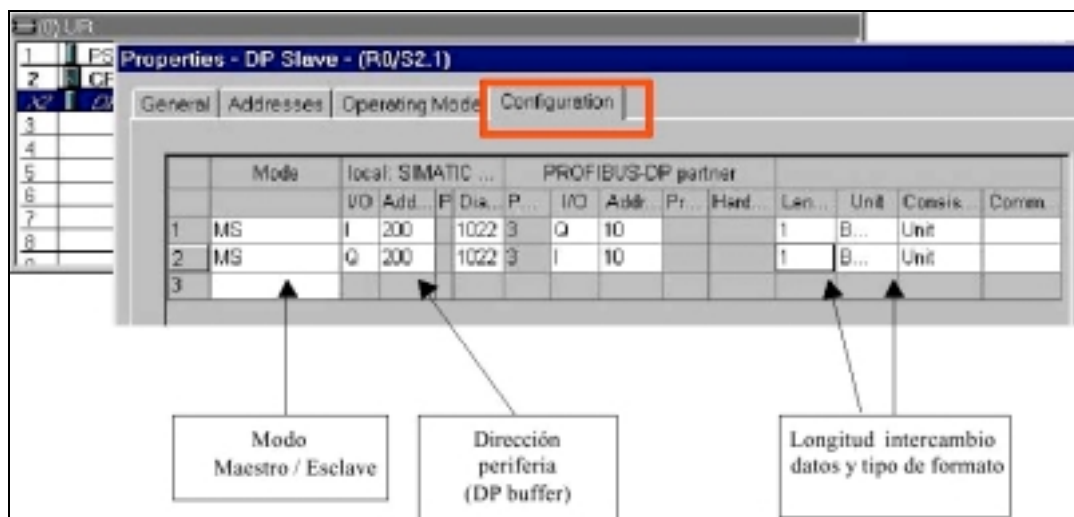 (0) UR
1 PS
2 CP
X2 DP
3
4
5
6
7
8
Properties - DP Slave - (R0/S2.1)
General Addresses Operating Mode Configuration
Mode local: SIMATIC ... PROFIBUS-DP partner
I/O Add... P Dia... P... I/O Addr... Pr... Hard... Len... Unit Consis... Comm...
1 MS I 200 1022 3 Q 10 1 B... Unit
2 MS Q 200 1022 3 I 10 1 B... Unit
3
Modo
Maestro / Esclave
Dirección
periferia
(DP buffer)
Longitud intercambio
datos y tipo de formato